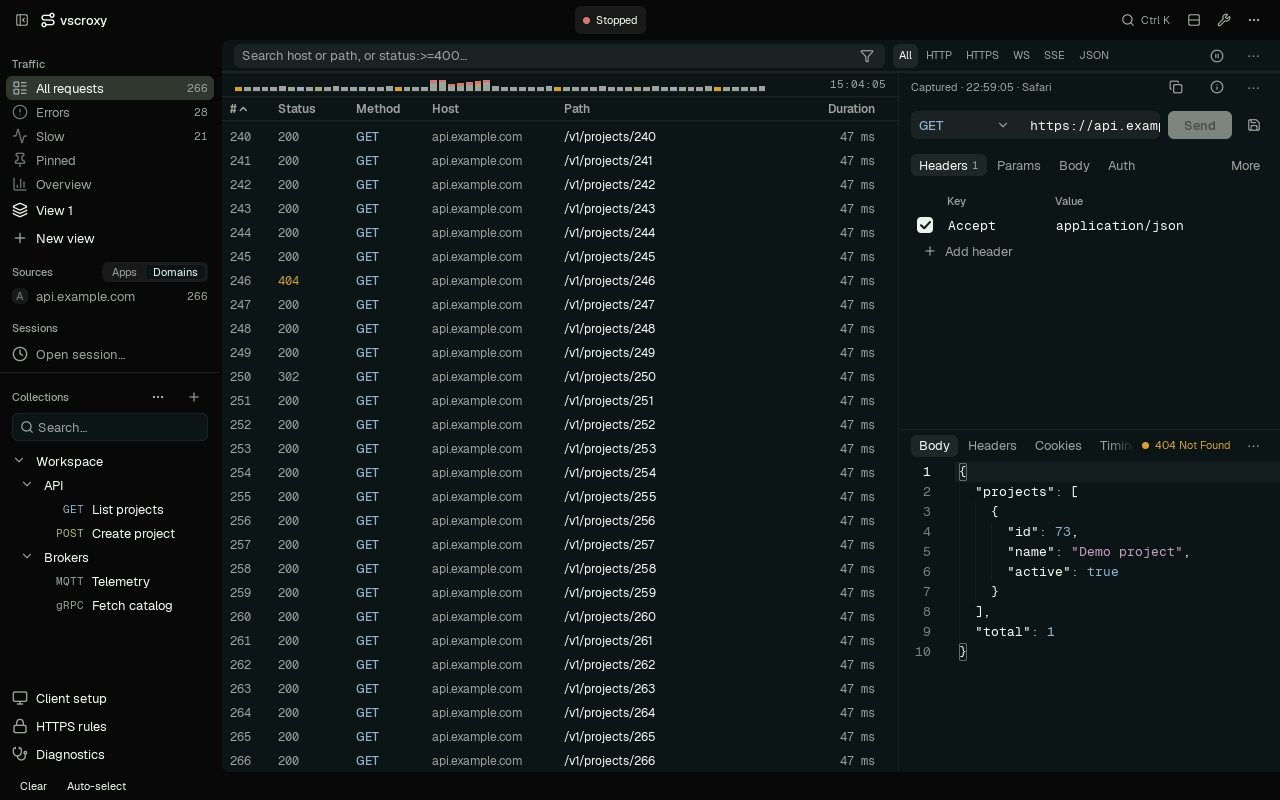 vscroxy
Stopped
Ctrl K
Traffic
All requests 266
Errors 28
Slow 21
Pinned
Overview
View 1
New view
Sources Apps Domains
A api.example.com 266
Sessions
Open session...
Collections
Search...
Workspace
API
GET List projects
POST Create project
Brokers
MQTT Telemetry
gRPC Fetch catalog
Client setup
HTTPS rules
Diagnostics
Clear Auto-select
Search host or path, or status:>=400...
All HTTP HTTPS WS SSE JSON
15:04:05
# Status Method Host Path Duration
240 200 GET api.example.com /v1/projects/240 47 ms
241 200 GET api.example.com /v1/projects/241 47 ms
242 200 GET api.example.com /v1/projects/242 47 ms
243 200 GET api.example.com /v1/projects/243 47 ms
244 200 GET api.example.com /v1/projects/244 47 ms
245 200 GET api.example.com /v1/projects/245 47 ms
246 404 GET api.example.com /v1/projects/246 47 ms
247 200 GET api.example.com /v1/projects/247 47 ms
248 200 GET api.example.com /v1/projects/248 47 ms
249 200 GET api.example.com /v1/projects/249 47 ms
250 302 GET api.example.com /v1/projects/250 47 ms
251 200 GET api.example.com /v1/projects/251 47 ms
252 200 GET api.example.com /v1/projects/252 47 ms
253 200 GET api.example.com /v1/projects/253 47 ms
254 200 GET api.example.com /v1/projects/254 47 ms
255 200 GET api.example.com /v1/projects/255 47 ms
256 200 GET api.example.com /v1/projects/256 47 ms
257 200 GET api.example.com /v1/projects/257 47 ms
258 200 GET api.example.com /v1/projects/258 47 ms
259 200 GET api.example.com /v1/projects/259 47 ms
260 200 GET api.example.com /v1/projects/260 47 ms
261 200 GET api.example.com /v1/projects/261 47 ms
262 200 GET api.example.com /v1/projects/262 47 ms
263 200 GET api.example.com /v1/projects/263 47 ms
264 200 GET api.example.com /v1/projects/264 47 ms
265 200 GET api.example.com /v1/projects/265 47 ms
266 200 GET api.example.com /v1/projects/266 47 ms
Captured · 22:59:05 · Safari
GET https://api.examp Send
Headers 1 Params Body Auth More
Key Value
Accept application/json
Add header
Body Headers Cookies Timin 404 Not Found
1 {
2 "projects": [
3 {
4 "id": 73,
5 "name": "Demo project",
6 "active": true
7 }
8 ],
9 "total": 1
10 }